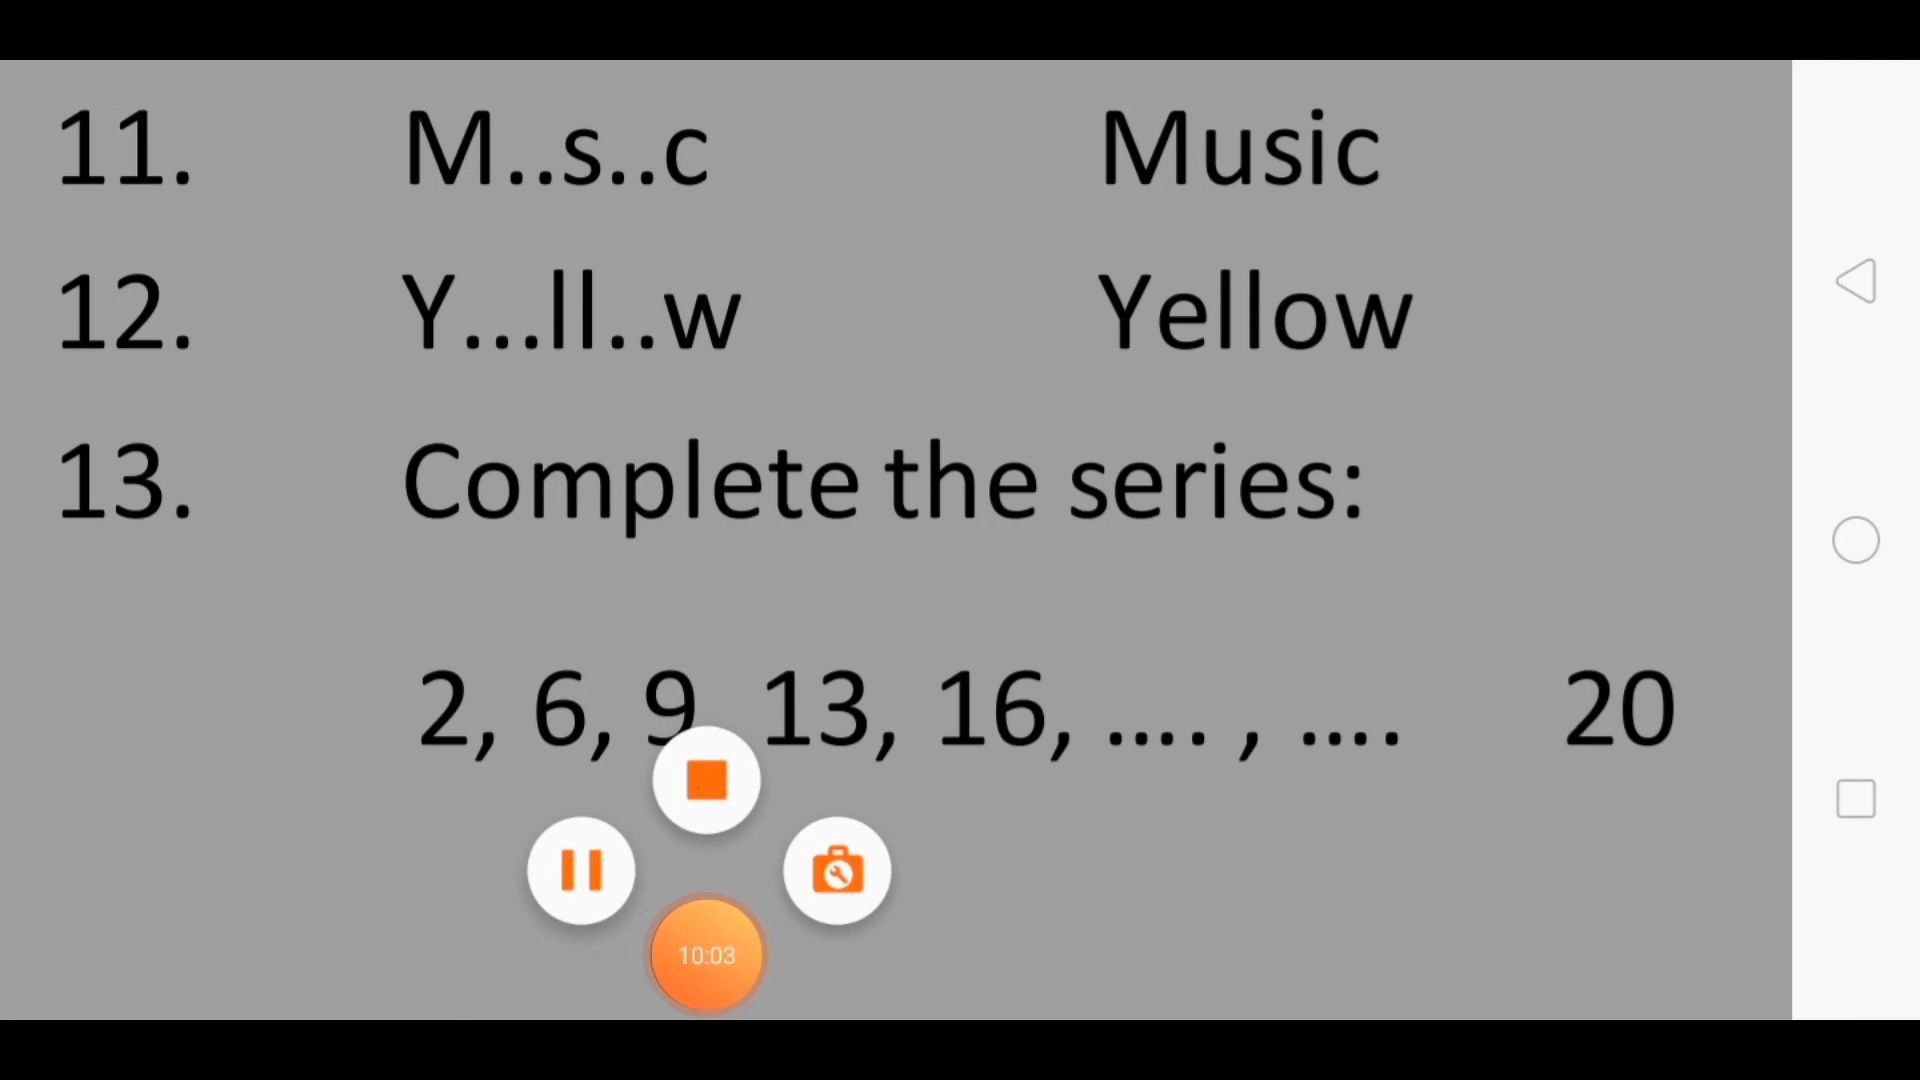 11. M..s..c Music
12. Y...ll..w Yellow
13. Complete the series:
2, 6, 9 13, 16, .... , .... 20
10:03